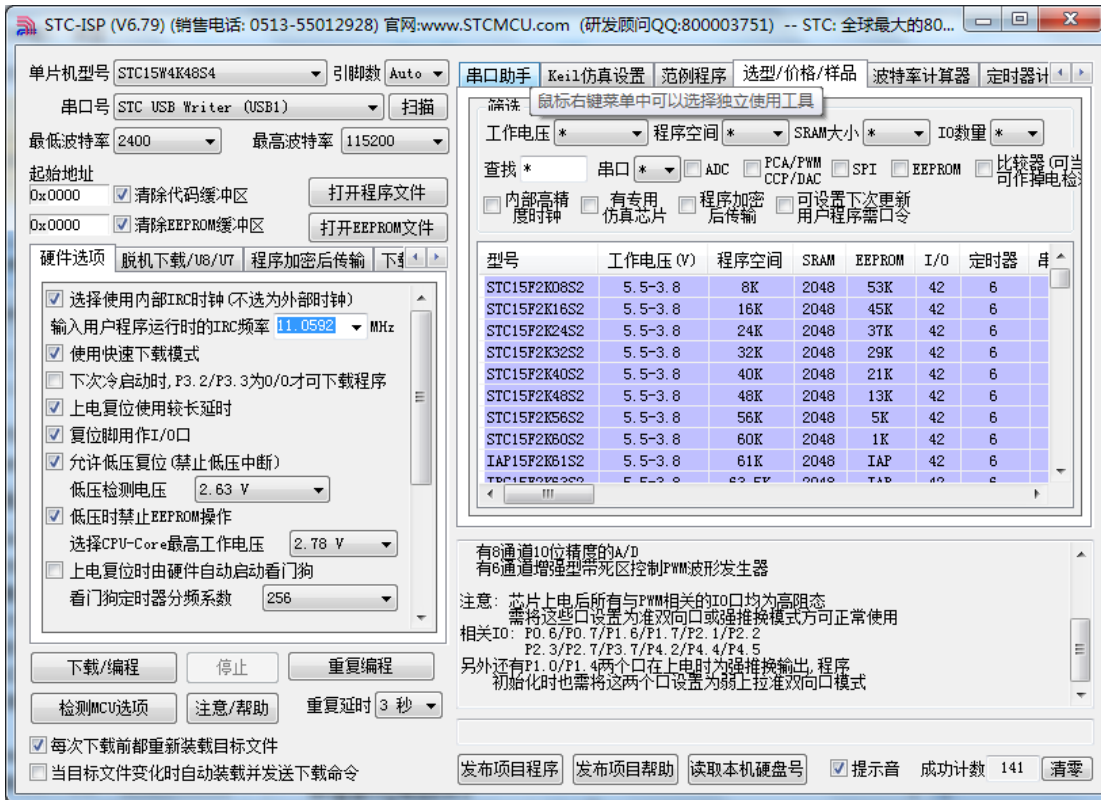 STC-ISP (V6.79) (销售电话: 0513-55012928) 官网:www.STCMCU.com (研发顾问QQ:800003751) -- STC: 全球最大的80...
单片机型号 STC15W4K48S4 引脚数 Auto
串口号 STC USB Writer (USB1) 扫描
最低波特率 2400 最高波特率 115200
起始地址
0x0000 清除代码缓冲区 打开程序文件
0x0000 清除EEPROM缓冲区 打开EEPROM文件
硬件选项 脱机下载/U8/U7 程序加密后传输
选择使用内部IRC时钟(不选为外部时钟)
输入用户程序运行时的IRC频率 11.0592 MHz
使用快速下载模式
下次冷启动时,P3.2/P3.3为0/0才可下载程序
上电复位使用较长延时
复位脚用作I/O口
允许低压复位(禁止低压中断)
低压检测电压 2.63 V
低压时禁止EEPROM操作
选择CPU-Core最高工作电压 2.78 V
上电复位时由硬件自动启动看门狗
看门狗定时器分频系数 256
下载/编程 停止 重复编程
检测MCU选项 注意/帮助 重复延时 3 秒
每次下载前都重新装载目标文件
当目标文件变化时自动装载并发送下载命令
串口助手 Keil仿真设置 范例程序 选型/价格/样品 波特率计算器 定时器计
筛选 鼠标右键菜单中可以选择独立使用工具
工作电压 * 程序空间 * SRAM大小 * IO数量 *
查找 * 串口 * ADC PCA/PWM CCP/DAC SPI EEPROM 比较器(可当可作掉电检
内部高精度时钟 有专用仿真芯片 程序加密后传输 可设置下次更新用户程序需口令
型号 工作电压(V) 程序空间 SRAM EEPROM I/O 定时器
STC15F2K08S2 5.5-3.8 8K 2048 53K 42 6
STC15F2K16S2 5.5-3.8 16K 2048 45K 42 6
STC15F2K24S2 5.5-3.8 24K 2048 37K 42 6
STC15F2K32S2 5.5-3.8 32K 2048 29K 42 6
STC15F2K40S2 5.5-3.8 40K 2048 21K 42 6
STC15F2K48S2 5.5-3.8 48K 2048 13K 42 6
STC15F2K56S2 5.5-3.8 56K 2048 5K 42 6
STC15F2K60S2 5.5-3.8 60K 2048 1K 42 6
IAP15F2K61S2 5.5-3.8 61K 2048 IAP 42 6
有8通道10位精度的A/D
有6通道增强型带死区控制PWM波形发生器
注意: 芯片上电后所有与PWM相关的IO口均为高阻态
需将这些口设置为准双向口或强推挽模式方可正常使用
相关IO: P0.6/P0.7/P1.6/P1.7/P2.1/P2.2
P2.3/P2.7/P3.7/P4.2/P4.4/P4.5
另外还有P1.0/P1.4两个口在上电时为强推挽输出,程序
初始化时也需将这两个口设置为弱上拉准双向口模式
发布项目程序 发布项目帮助 读取本机硬盘号 提示音 成功计数 141 清零